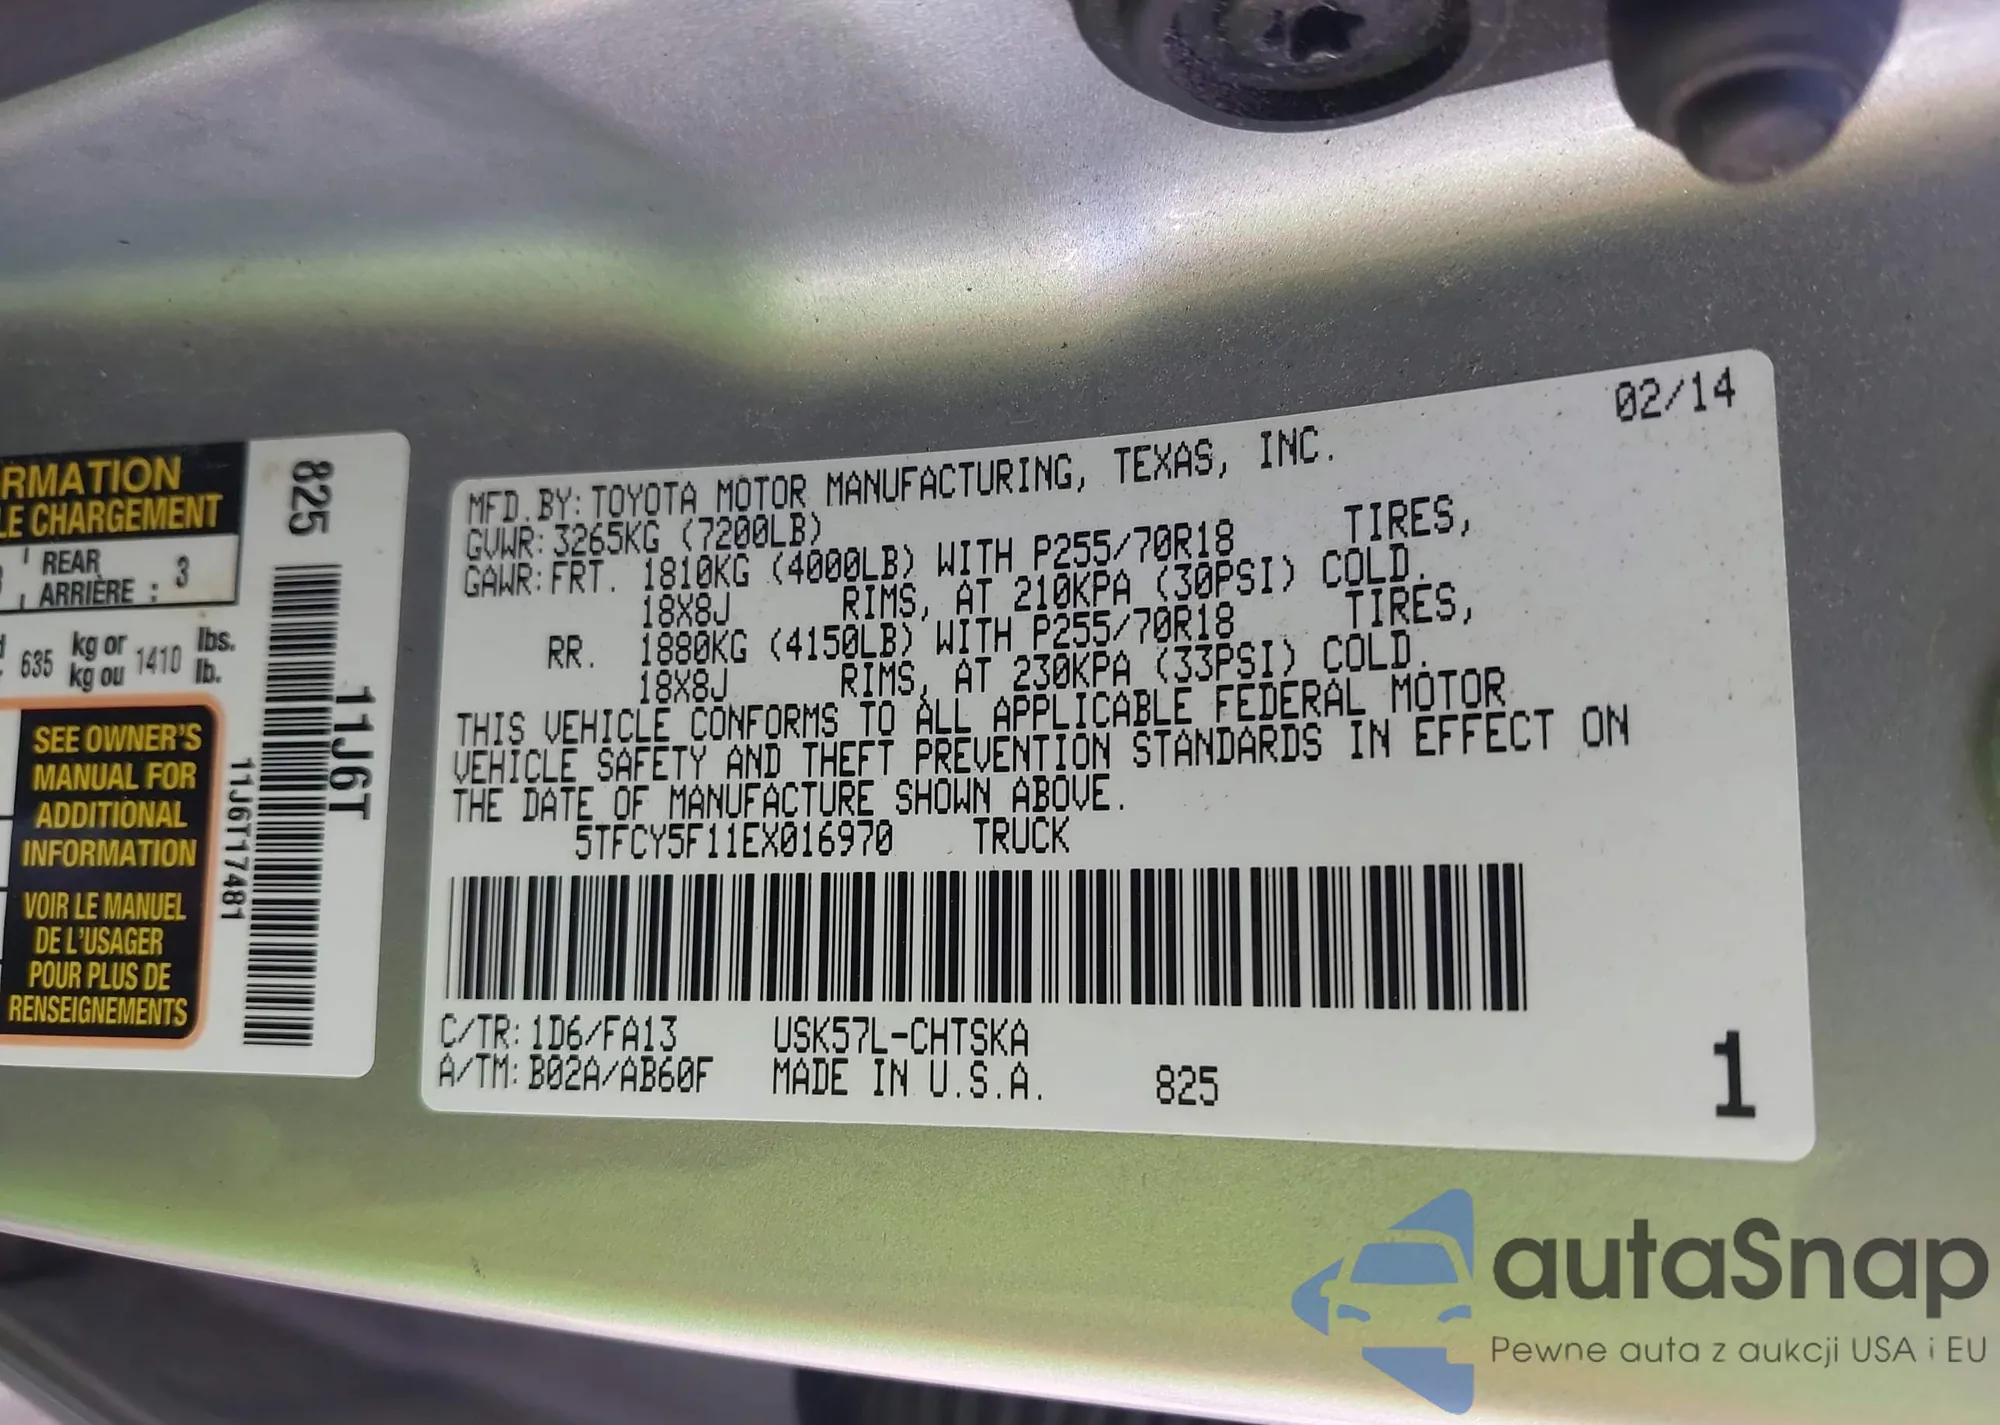 RMATION
LE CHARGEMENT
REAR
ARRIÈRE : 3
635 kg or 1410 lbs.
kg ou lb.
SEE OWNER'S
MANUAL FOR
ADDITIONAL
INFORMATION
VOIR LE MANUEL
DE L'USAGER
POUR PLUS DE
RENSEIGNEMENTS
825
11J6T
11J6T17481
02/14
MFD.BY: TOYOTA MOTOR MANUFACTURING, TEXAS, INC.
GVWR: 3265KG (7200LB)
GAWR: FRT. 1810KG (4000LB) WITH P255/70R18 TIRES,
18X8J RIMS, AT 210KPA (30PSI) COLD.
RR. 1880KG (4150LB) WITH P255/70R18 TIRES,
18X8J RIMS, AT 230KPA (33PSI) COLD.
THIS VEHICLE CONFORMS TO ALL APPLICABLE FEDERAL MOTOR
VEHICLE SAFETY AND THEFT PREVENTION STANDARDS IN EFFECT ON
THE DATE OF MANUFACTURE SHOWN ABOVE.
5TFCY5F11EX016970 TRUCK
C/TR: 1D6/FA13 USK57L-CHTSKA
A/TM: B02A/AB60F MADE IN U.S.A. 825
1
autaSnap
Pewne auta z aukcji USA i EU